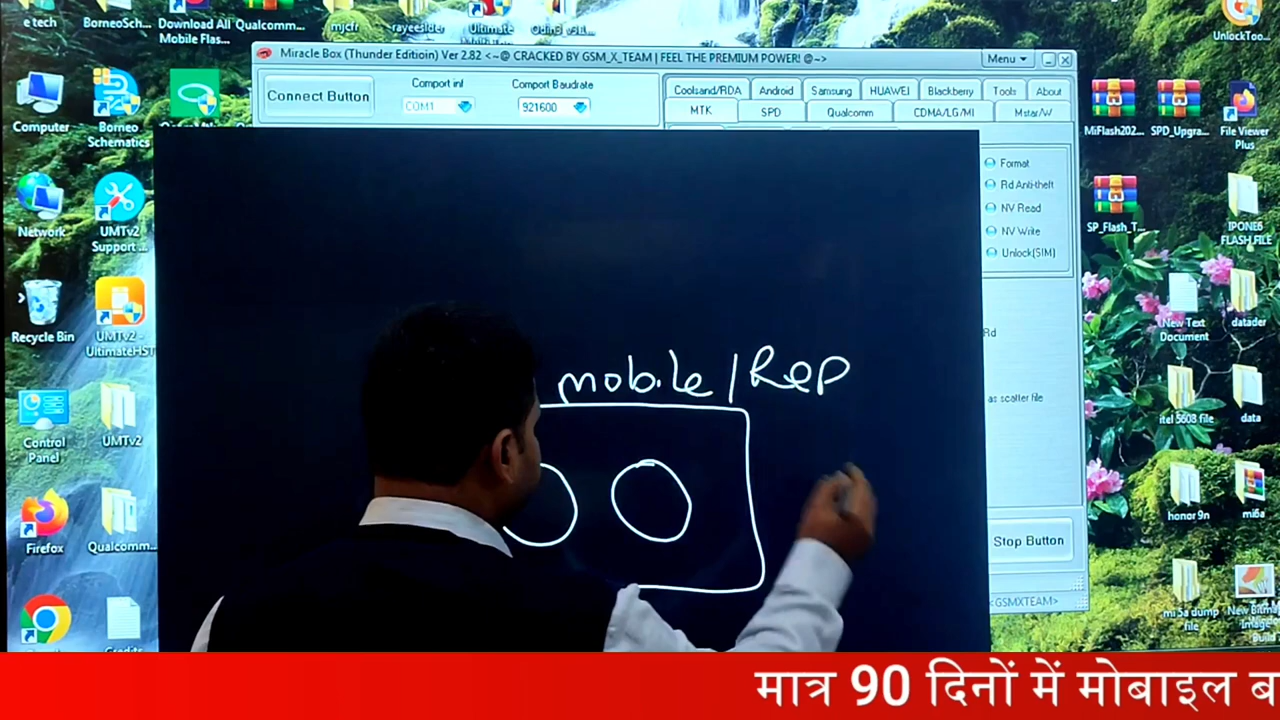 e tech
BorneoSch...
Download All
Mobile Flas...
Qualcomm...
mjcfr
rayeeslder
Ultimate
UnlockToo...
Miracle Box (Thunder Edition) Ver 2.82 <~@ CRACKED BY GSM_X_TEAM | FEEL THE PREMIUM POWER! @~>
Menu
Connect Button
Comport inf
Comport Baudrate
COM1
921600
Coolsand/RDA
Android
Samsung
HUAWEI
Blackberry
Tools
About
MTK
SPD
Qualcomm
CDMA/LG/MI
Mstar/W
Computer
Borneo
Schematics
MiFlash202...
SPD_Upgra...
File Viewer
Plus
Format
Rd Anti-theft
NV Read
NV Write
Unlock(SIM)
Network
UMTv2
Support ...
SP_Flash_T...
IPONE6
FLASH.FILE
Recycle Bin
UMTv2 -
UltimateHST
New Text
Document
datader
Rd
mobile/Rep
as scatter file
Control
Panel
UMTv2
itel 5603 file
data
Firefox
Qualcomm...
honor 9n
mi5a
Stop Button
<GSMXTEAM>
mi 5a dump
file
New Bitma
Image
मात्र 90 दिनों में मोबाइल ब